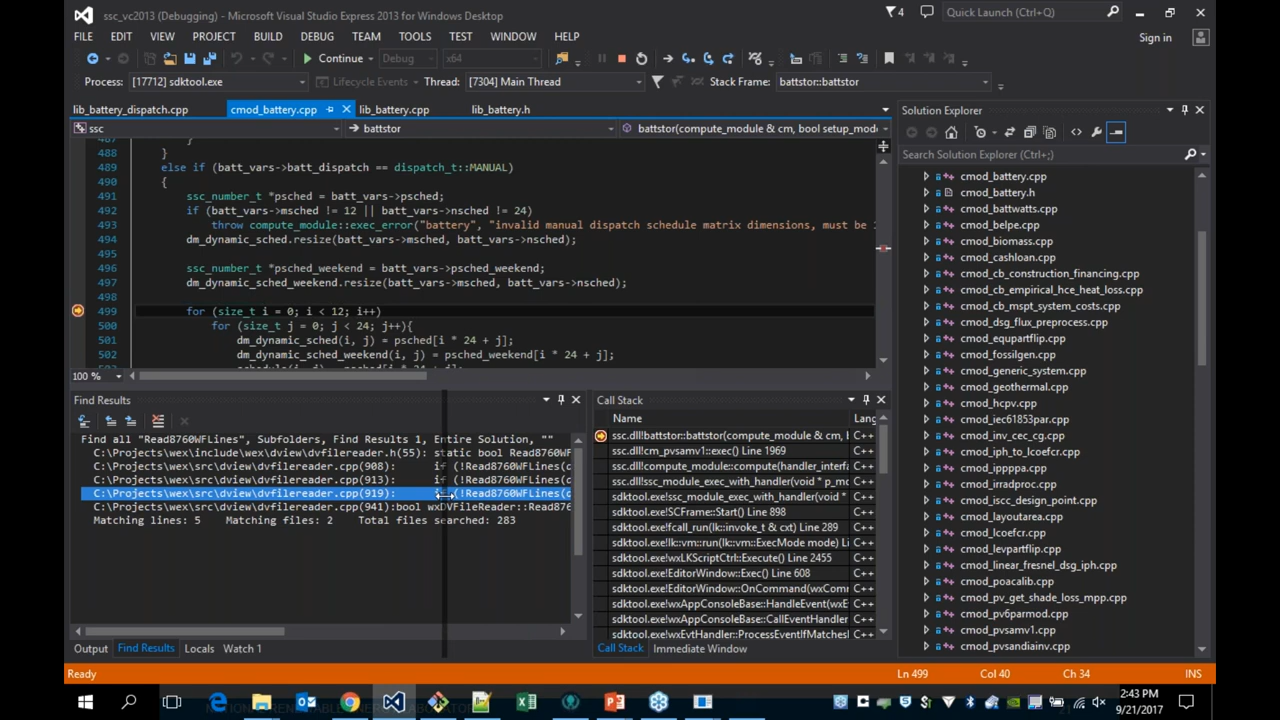 ssc_vc2013 (Debugging) - Microsoft Visual Studio Express 2013 for Windows Desktop
4
Quick Launch (Ctrl+Q)
FILE EDIT VIEW PROJECT BUILD DEBUG TEAM TOOLS TEST WINDOW HELP
Sign in
Continue Debug x64
Process: [17712] sdktool.exe Lifecycle Events Thread: [7304] Main Thread Stack Frame: battstor::battstor
lib_battery_dispatch.cpp cmod_battery.cpp lib_battery.cpp lib_battery.h
ssc battstor battstor(compute_module & cm, bool setup_mode
488 }
489 else if (batt_vars->batt_dispatch == dispatch_t::MANUAL)
490 {
491 ssc_number_t *psched = batt_vars->psched;
492 if (batt_vars->msched != 12 || batt_vars->nsched != 24)
493 throw compute_module::exec_error("battery", "invalid manual dispatch schedule matrix dimensions, must be
494 dm_dynamic_sched.resize(batt_vars->msched, batt_vars->nsched);
495
496 ssc_number_t *psched_weekend = batt_vars->psched_weekend;
497 dm_dynamic_sched_weekend.resize(batt_vars->msched, batt_vars->nsched);
498
499 for (size_t i = 0; i < 12; i++)
500 for (size_t j = 0; j < 24; j++){
501 dm_dynamic_sched(i, j) = psched[i * 24 + j];
502 dm_dynamic_sched_weekend(i, j) = psched_weekend[i * 24 + j];
100 %
Find Results
Find all "Read8760WFLines", Subfolders, Find Results 1, Entire Solution, ""
C:\Projects\wex\include\wex\dview\dvfilereader.h(55): static bool Read8760WF
C:\Projects\wex\src\dview\dvfilereader.cpp(908): if (!Read8760WFLines(
C:\Projects\wex\src\dview\dvfilereader.cpp(913): if (!Read8760WFLines(
C:\Projects\wex\src\dview\dvfilereader.cpp(919): if (!Read8760WFLines(
C:\Projects\wex\src\dview\dvfilereader.cpp(941):bool wxDVFileReader::Read876
Matching lines: 5 Matching files: 2 Total files searched: 283
Output Find Results Locals Watch 1
Call Stack
Name Lang
ssc.dll!battstor::battstor(compute_module & cm, b C++
ssc.dll!cm_pvsamv1::exec() Line 1969 C++
ssc.dll!compute_module::compute(handler_interfa C++
ssc.dll!ssc_module_exec_with_handler(void * p_mo C++
sdktool.exe!ssc_module_exec_with_handler(void * C++
sdktool.exe!SCFrame::Start() Line 898 C++
sdktool.exe!fcall_run(lk::invoke_t & cxt) Line 289 C++
sdktool.exe!lk::vm::run(lk::vm::ExecMode mode) Li C++
sdktool.exe!wxLKScriptCtrl::Execute() Line 2455 C++
sdktool.exe!EditorWindow::Exec() Line 608 C++
sdktool.exe!EditorWindow::OnCommand(wxCom C++
sdktool.exe!wxAppConsoleBase::HandleEvent(wxE C++
sdktool.exe!wxAppConsoleBase::CallEventHandler C++
sdktool.exe!wxEvtHandler::ProcessEventIfMatches C++
Call Stack Immediate Window
Solution Explorer
Search Solution Explorer (Ctrl+;)
cmod_battery.cpp
cmod_battery.h
cmod_battwatts.cpp
cmod_belpe.cpp
cmod_biomass.cpp
cmod_cashloan.cpp
cmod_cb_construction_financing.cpp
cmod_cb_empirical_hce_heat_loss.cpp
cmod_cb_mspt_system_costs.cpp
cmod_dsg_flux_preprocess.cpp
cmod_equpartflip.cpp
cmod_fossilgen.cpp
cmod_generic_system.cpp
cmod_geothermal.cpp
cmod_hcpv.cpp
cmod_iec61853par.cpp
cmod_inv_cec_cg.cpp
cmod_iph_to_lcoefcr.cpp
cmod_ippppa.cpp
cmod_irradproc.cpp
cmod_iscc_design_point.cpp
cmod_layoutarea.cpp
cmod_lcoefcr.cpp
cmod_levpartflip.cpp
cmod_linear_fresnel_dsg_iph.cpp
cmod_poacalib.cpp
cmod_pv_get_shade_loss_mpp.cpp
cmod_pv6parmod.cpp
cmod_pvsamv1.cpp
cmod_pvsandiainv.cpp
Ready Ln 499 Col 40 Ch 34 INS
2:43 PM
9/21/2017